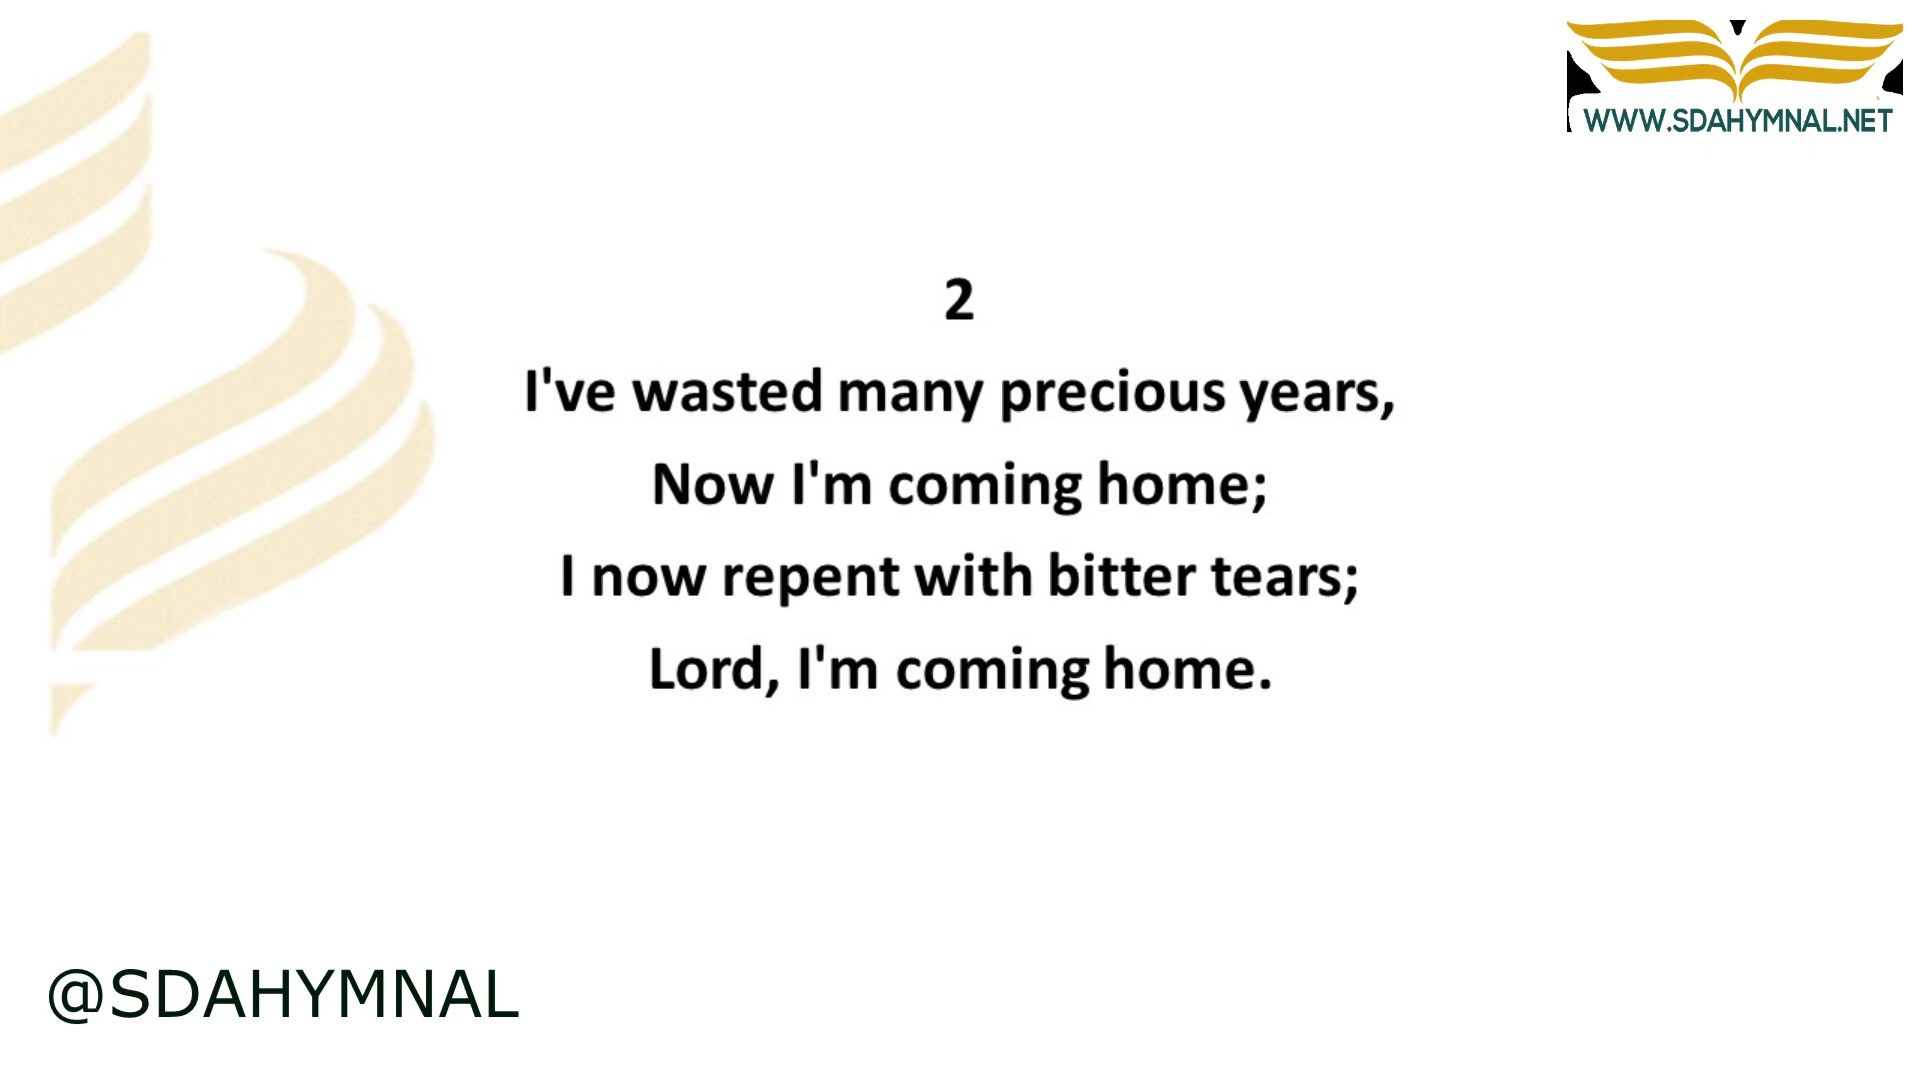 WWW.SDAHYMNAL.NET
2
I've wasted many precious years,
Now I'm coming home;
I now repent with bitter tears;
Lord, I'm coming home.
@SDAHYMNAL